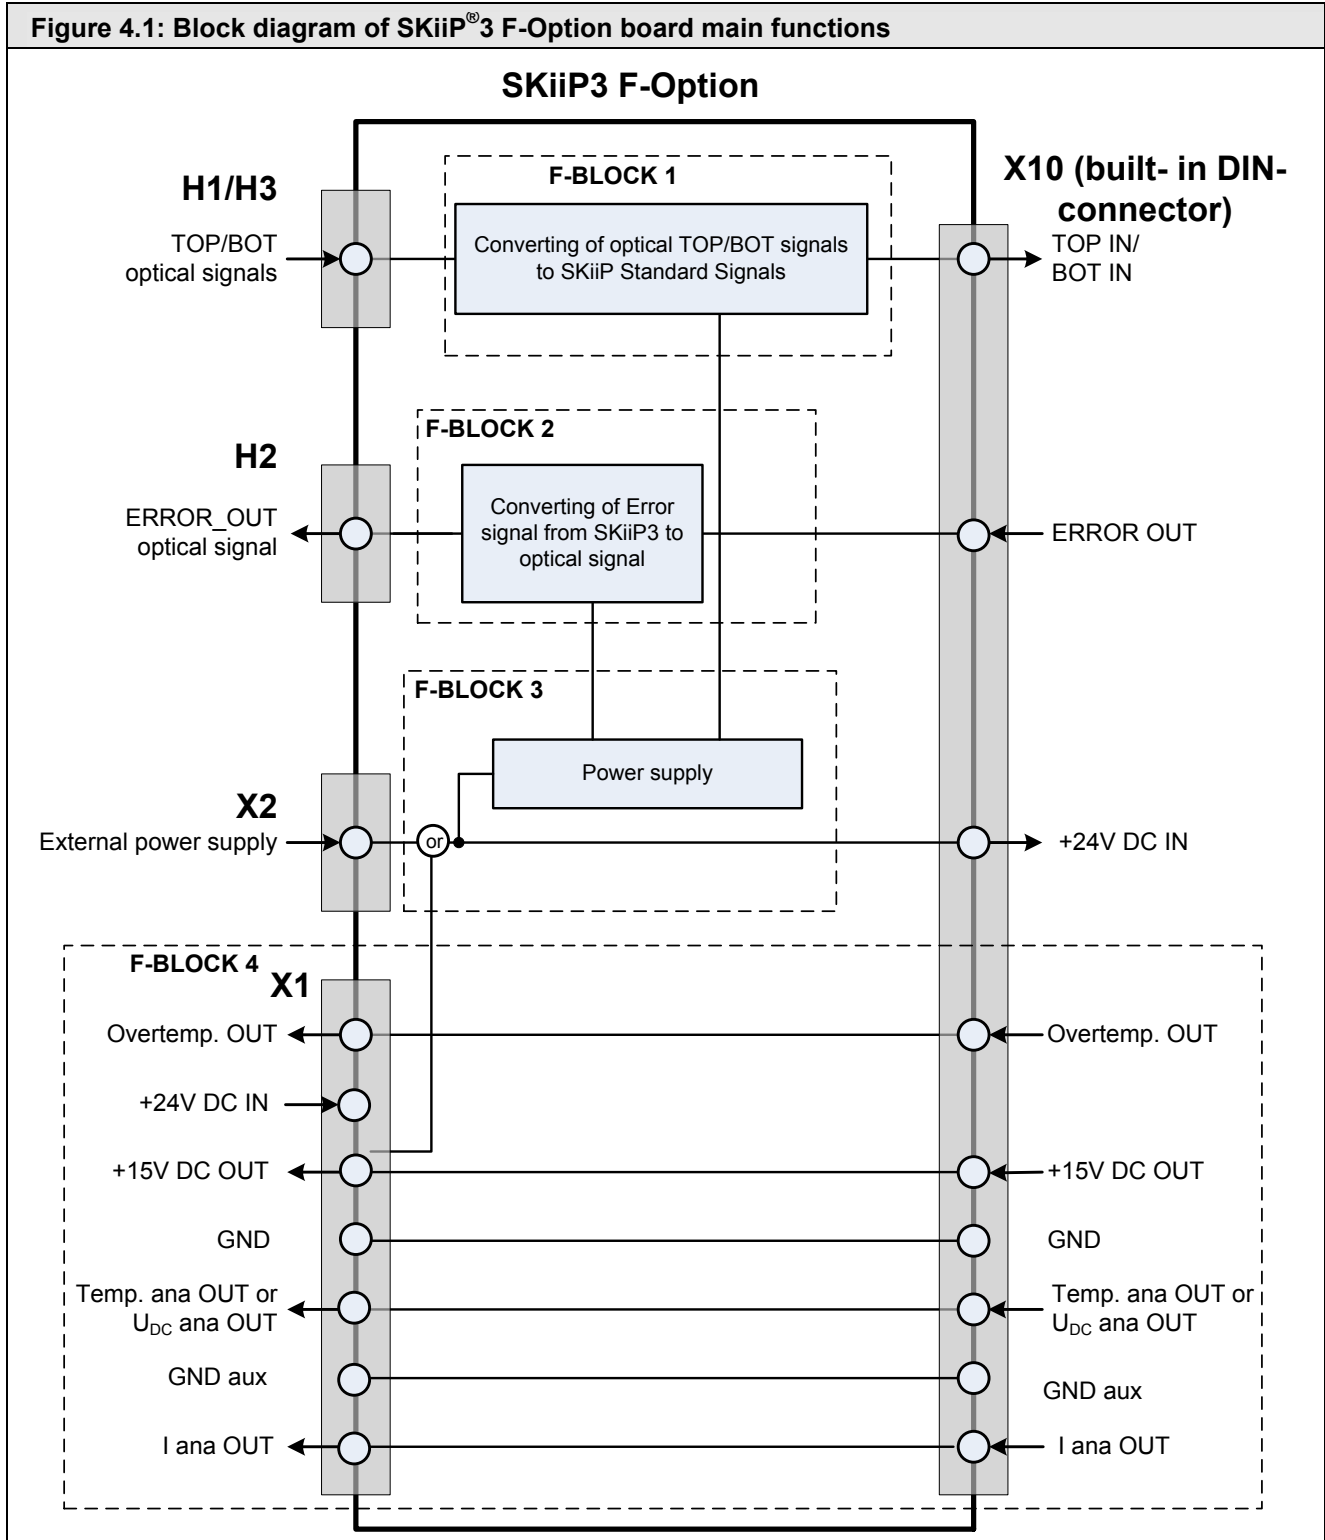 Figure 4.1: Block diagram of SKiiP®3 F-Option board main functions
SKiiP3 F-Option
H1/H3
TOP/BOT
optical signals
F-BLOCK 1
Converting of optical TOP/BOT signals
to SKiiP Standard Signals
X10 (built- in DIN-
connector)
TOP IN/
BOT IN
H2
ERROR_OUT
optical signal
F-BLOCK 2
Converting of Error
signal from SKiiP3 to
optical signal
ERROR OUT
F-BLOCK 3
Power supply
X2
External power supply
or
+24V DC IN
F-BLOCK 4
X1
Overtemp. OUT
Overtemp. OUT
+24V DC IN
+15V DC OUT
+15V DC OUT
GND
GND
Temp. ana OUT or
UDC ana OUT
Temp. ana OUT or
UDC ana OUT
GND aux
GND aux
I ana OUT
I ana OUT